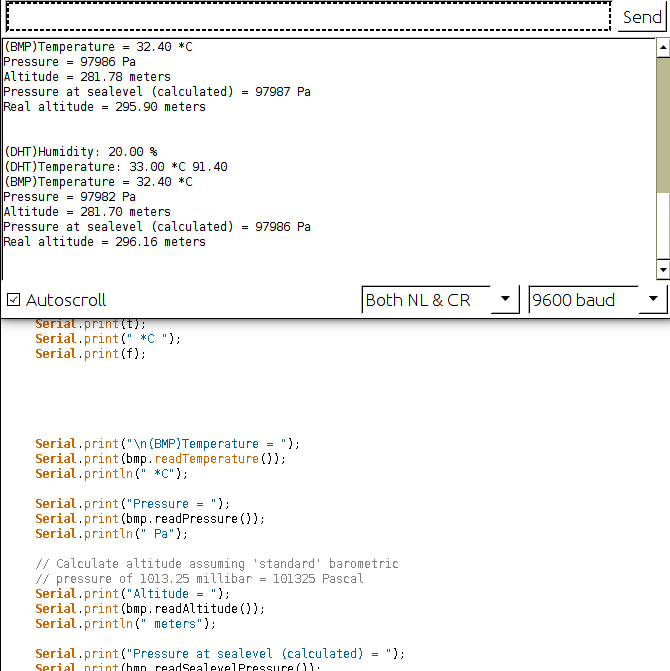 Send
(BMP)Temperature = 32.40 *C
Pressure = 97986 Pa
Altitude = 281.78 meters
Pressure at sealevel (calculated) = 97987 Pa
Real altitude = 295.90 meters
(DHT)Humidity: 20.00 %
(DHT)Temperature: 33.00 *C 91.40
(BMP)Temperature = 32.40 *C
Pressure = 97982 Pa
Altitude = 281.70 meters
Pressure at sealevel (calculated) = 97986 Pa
Real altitude = 296.16 meters
Autoscroll
Both NL & CR
9600 baud
Serial.print(t);
Serial.print(" *C ");
Serial.print(f);
Serial.print("\n(BMP)Temperature = ");
Serial.print(bmp.readTemperature());
Serial.println(" *C");
Serial.print("Pressure = ");
Serial.print(bmp.readPressure());
Serial.println(" Pa");
// Calculate altitude assuming 'standard' barometric
// pressure of 1013.25 millibar = 101325 Pascal
Serial.print("Altitude = ");
Serial.print(bmp.readAltitude());
Serial.println(" meters");
Serial.print("Pressure at sealevel (calculated) = ");
Serial.print(bmp.readSealevelPressure());